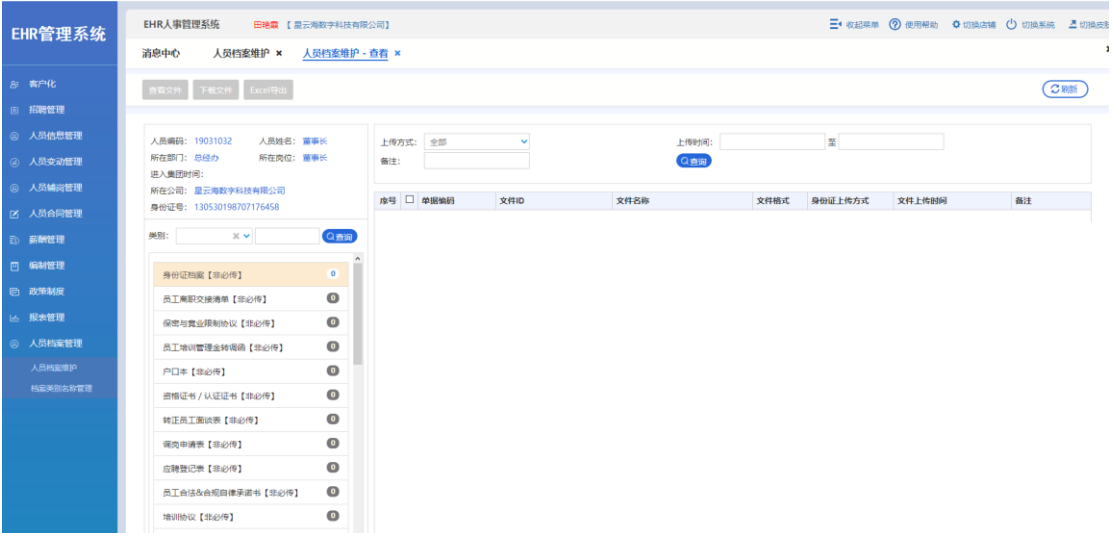 EHR管理系统
EHR人事管理系统 田艳霞 【 星云海数字科技有限公司】 收起菜单 使用帮助 切换店铺 切换系统 切换皮肤
消息中心 人员档案维护 × 人员档案维护 - 查看 ×
查看文件 下载文件 Excel导出 刷新
客户化
招聘管理
人员信息管理
人员变动管理
人员辅岗管理
人员合同管理
薪酬管理
编制管理
政策制度
报表管理
人员档案管理
人员档案维护
档案类别名称管理
人员编码: 19031032 人员姓名: 董事长
所在部门: 总经办 所在岗位: 董事长
进入集团时间:
所在公司: 星云海数字科技有限公司
身份证号: 130530198707176458
类别: 查询
身份证档案【非必传】 0
员工离职交接清单【非必传】 0
保密与竞业限制协议【非必传】 0
员工培训管理金转调函【非必传】 0
户口本【非必传】 0
资格证书 / 认证证书【非必传】 0
转正员工面谈表【非必传】 0
调岗申请表【非必传】 0
应聘登记表【非必传】 0
员工合法&合规自律承诺书【非必传】 0
培训协议【非必传】 0
上传方式: 全部 上传时间: 至
备注: 查询
序号 单据编码 文件ID 文件名称 文件格式 身份证上传方式 文件上传时间 备注